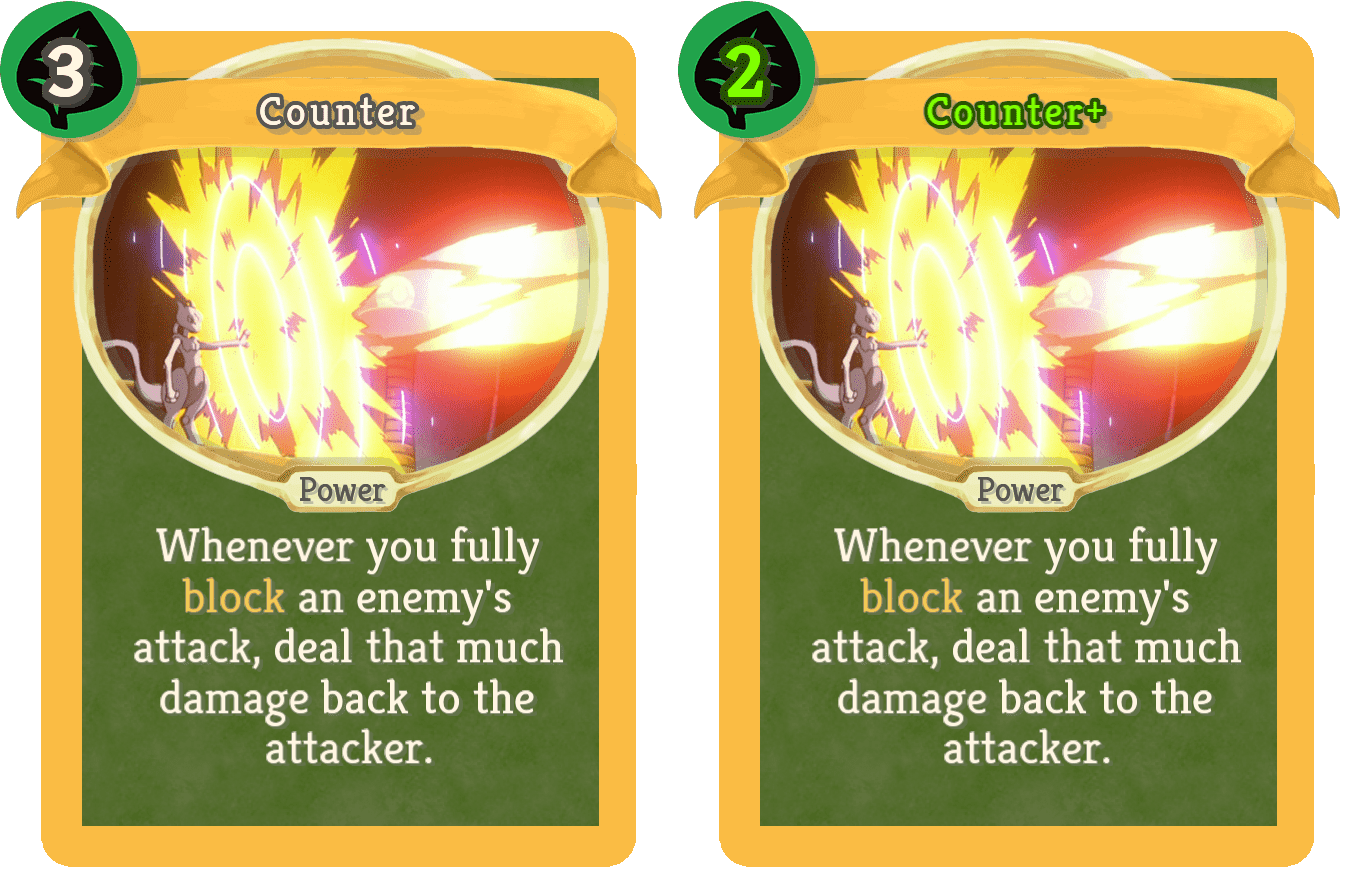 3
Counter
Power
Whenever you fully
block an enemy's
attack, deal that much
damage back to the
attacker.
2
Counter+
Power
Whenever you fully
block an enemy's
attack, deal that much
damage back to the
attacker.